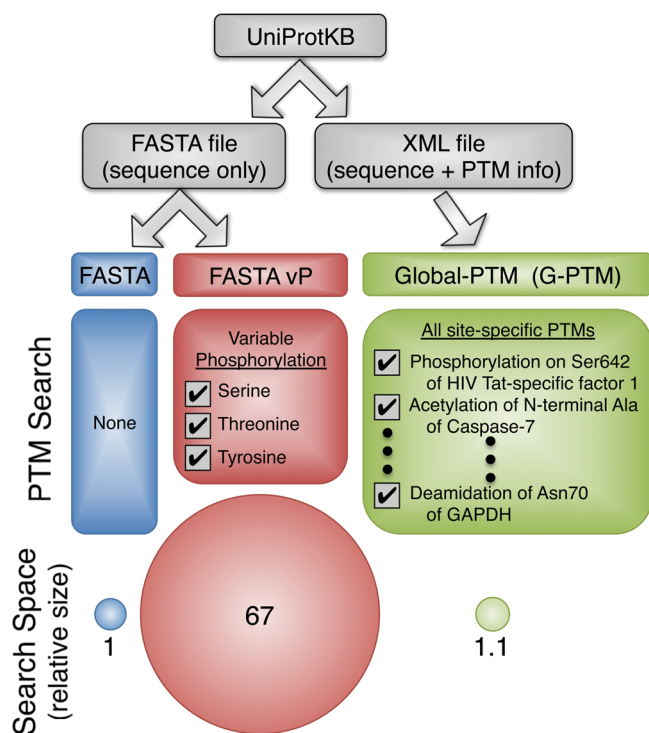 UniProtKB
FASTA file
(sequence only)
XML file
(sequence + PTM info)
FASTA
FASTA vP
Global-PTM (G-PTM)
PTM Search
None
Variable
Phosphorylation
Serine
Threonine
Tyrosine
All site-specific PTMs
Phosphorylation on Ser642
of HIV Tat-specific factor 1
Acetylation of N-terminal Ala
of Caspase-7
Deamidation of Asn70
of GAPDH
Search Space
(relative size)
1
67
1.1